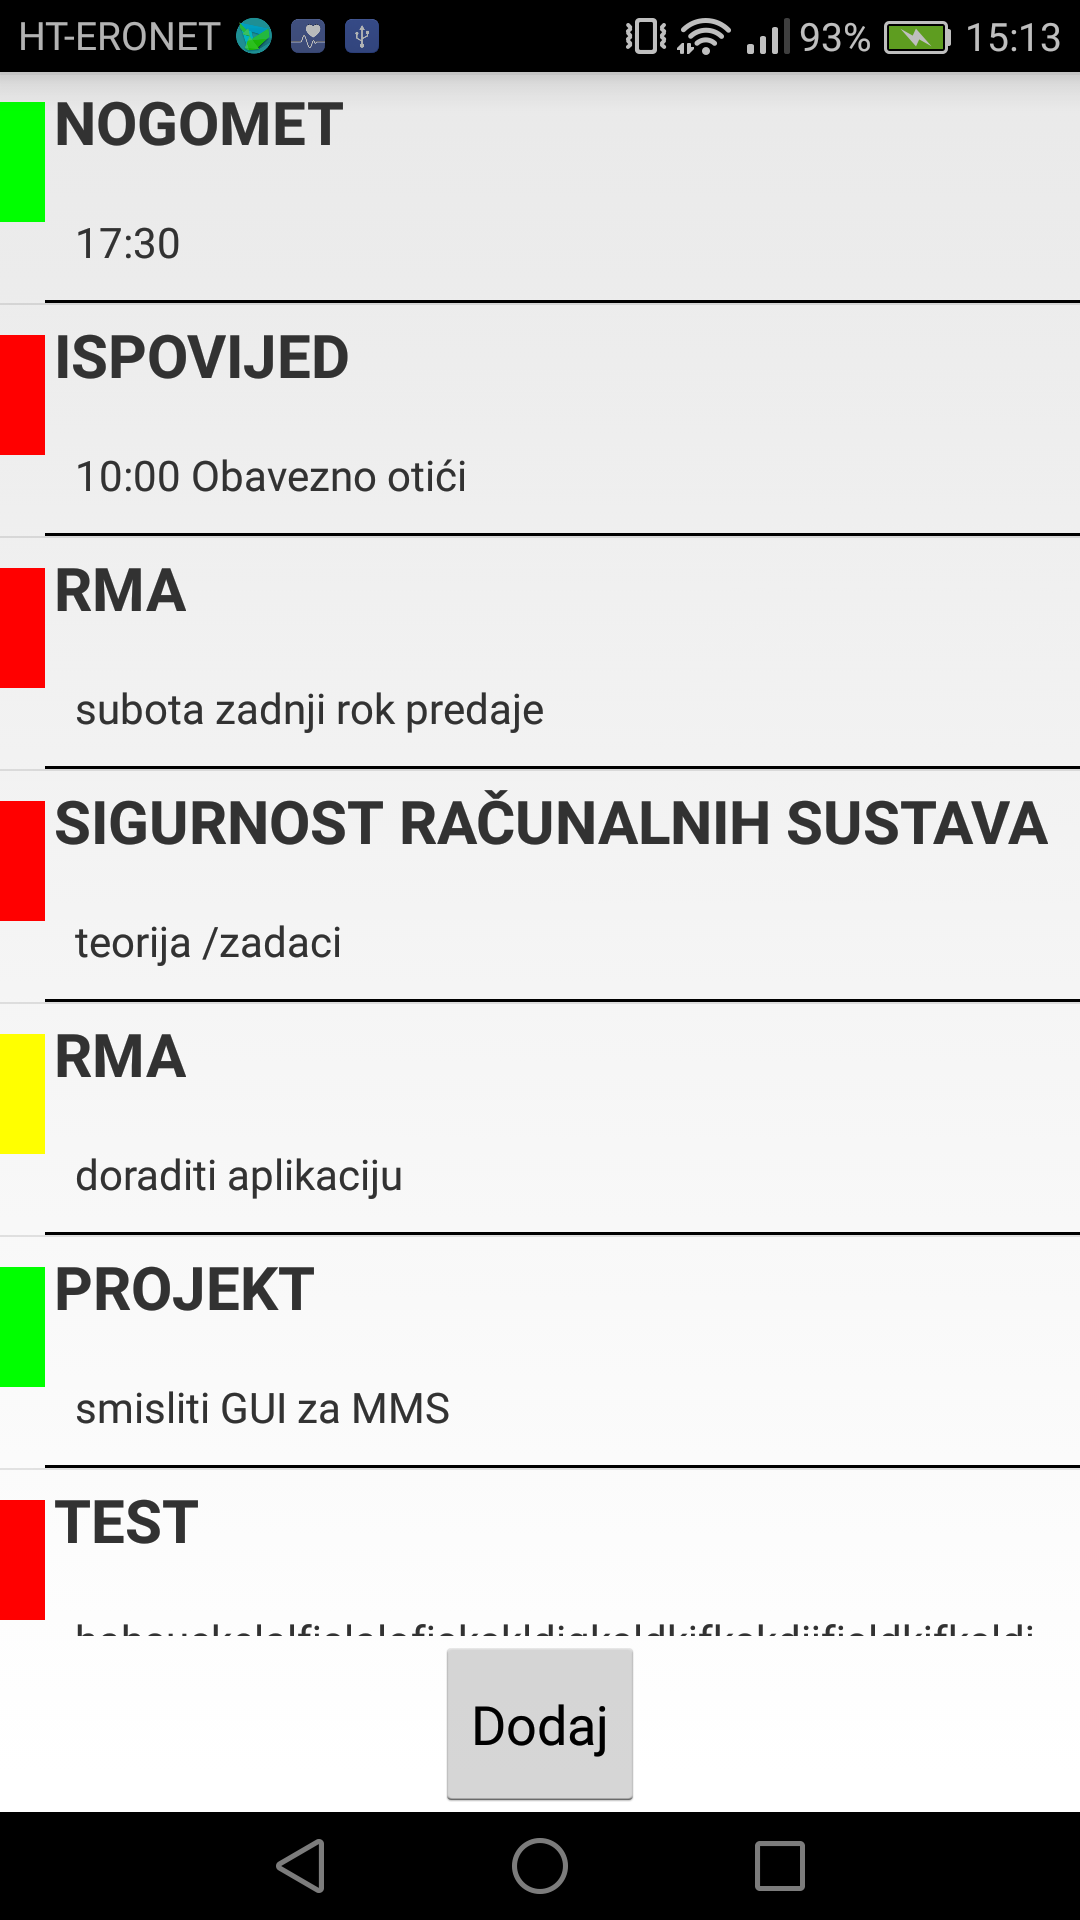 HT-ERONET 93% 15:13
NOGOMET
17:30
ISPOVIJED
10:00 Obavezno otići
RMA
subota zadnji rok predaje
SIGURNOST RAČUNALNIH SUSTAVA
teorija /zadaci
RMA
doraditi aplikaciju
PROJEKT
smisliti GUI za MMS
TEST
Dodaj